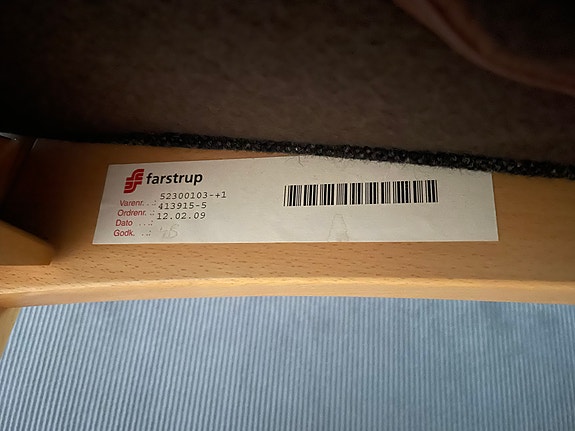 farstrup
Varenr. . .: 52300103-+1
Ordrenr. .: 413915-5
Dato . . .: 12.02.09
Godk. . .:
A